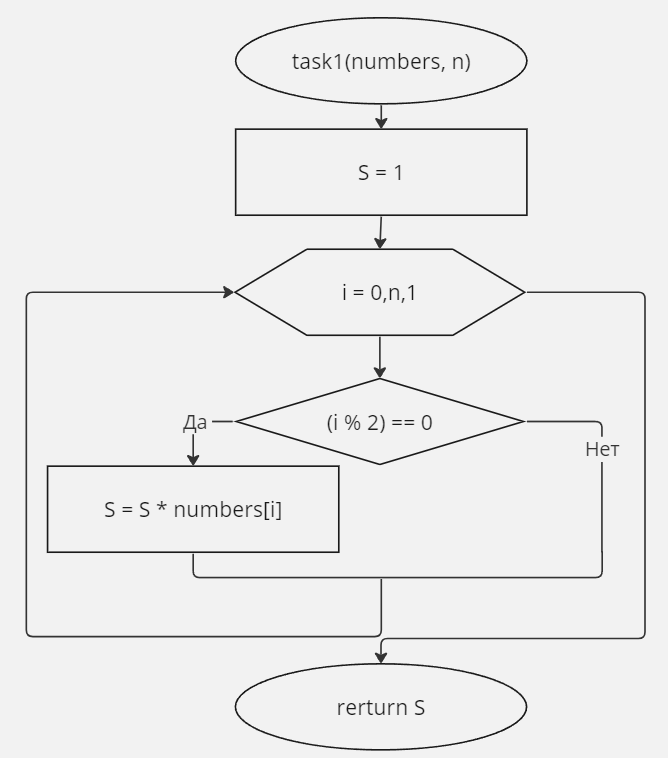 task1(numbers, n)
S = 1
i = 0,n,1
(i % 2) == 0
Да
Нет
S = S * numbers[i]
rerturn S